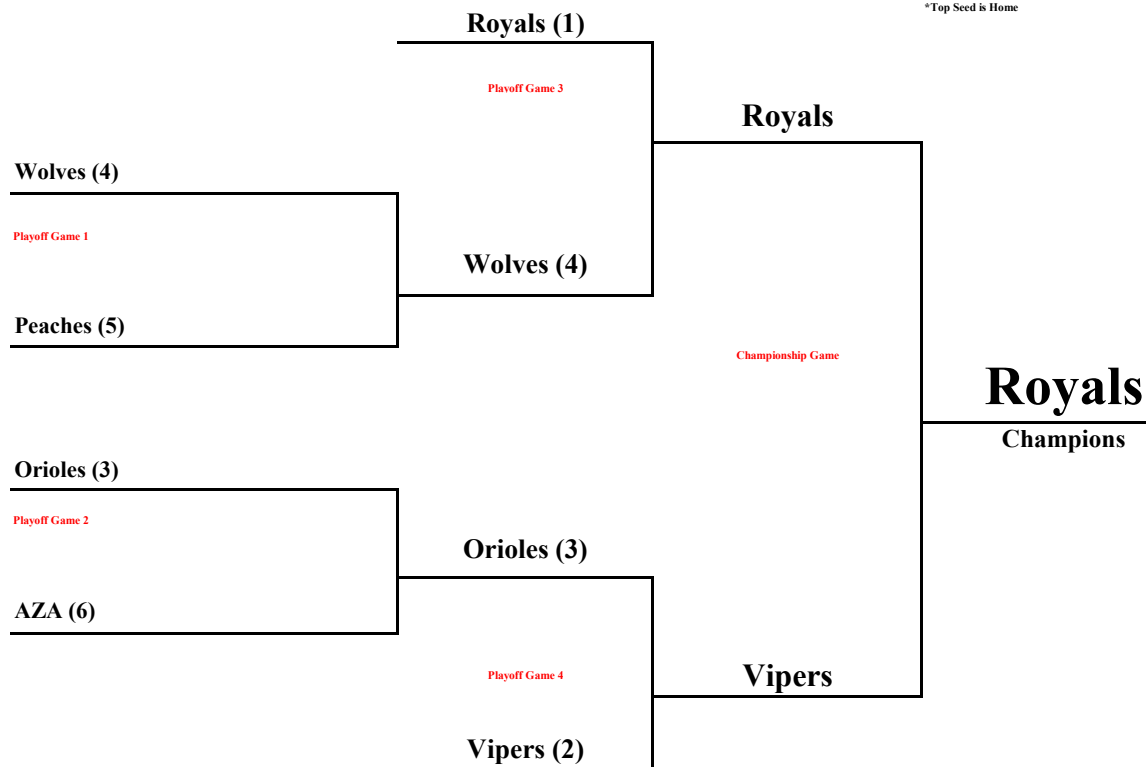 *Top Seed is Home
Royals (1)
Playoff Game 3
Royals
Wolves (4)
Playoff Game 1
Wolves (4)
Peaches (5)
Championship Game
Royals
Champions
Orioles (3)
Playoff Game 2
Orioles (3)
AZA (6)
Playoff Game 4
Vipers
Vipers (2)